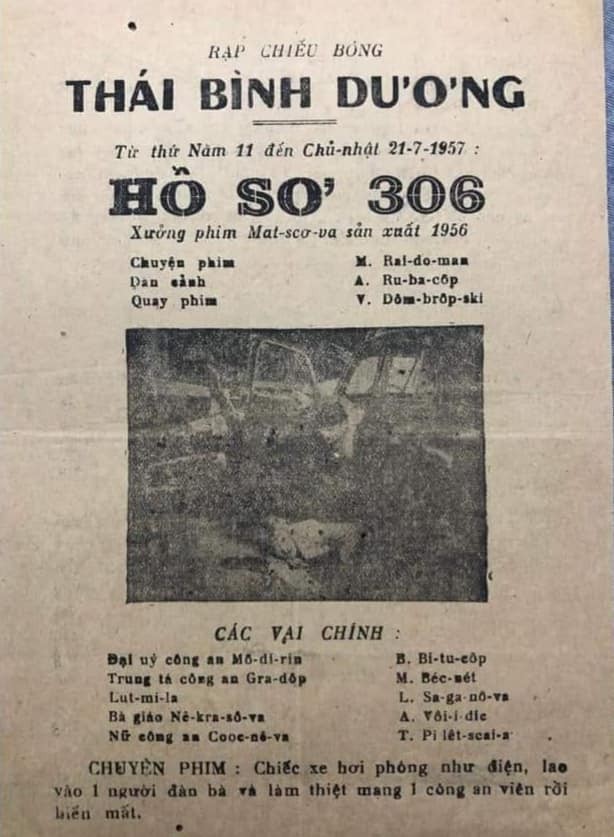 RẠP CHIẾU BÓNG
THÁI BÌNH DƯƠNG
Từ thứ Năm 11 đến Chủ-nhật 21-7-1957 :
HỒ SƠ 306
Xưởng phim Mat-scơ-va sản xuất 1956
Chuyện phim M. Rai-do-man
Dàn cảnh A. Ru-ba-cốp
Quay phim V. Dôm-brốp-ski
CÁC VAI CHÍNH :
Đại uý công an Mô-di-rin B. Bi-tu-cốp
Trung tá công an Gra-dốp M. Béc-nét
Lut-mi-la L. Sa-ga-nô-va
Bà giáo Nê-kra-sô-va A. Vôi-i-dic
Nữ công an Cooc-nê-va T. Pi lét-scai-a
CHUYỆN PHIM : Chiếc xe hơi phóng như điện, lao
vào 1 người đàn bà và làm thiệt mạng 1 công an viên rồi
biến mất.